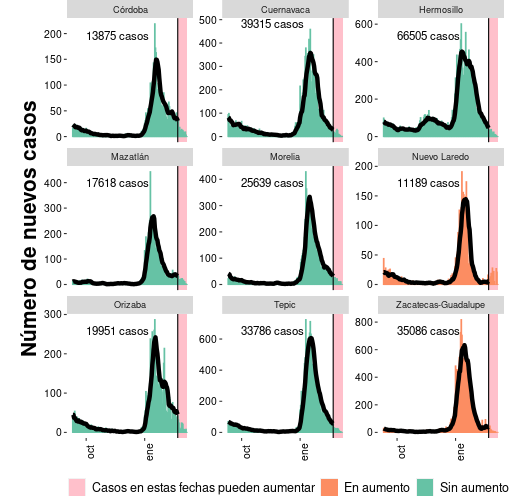 Número de nuevos casos
Córdoba
Cuernavaca
Hermosillo
13875 casos
39315 casos
66505 casos
200
150
100
50
0
500
400
300
200
100
0
600
400
200
0
Mazatlán
Morelia
Nuevo Laredo
17618 casos
25639 casos
11189 casos
400
300
200
100
0
400
300
200
100
0
200
150
100
50
0
Orizaba
Tepic
Zacatecas-Guadalupe
19951 casos
33786 casos
35086 casos
300
200
100
0
600
400
200
0
800
600
400
200
0
oct
ene
oct
ene
oct
ene
Casos en estas fechas pueden aumentar
En aumento
Sin aumento